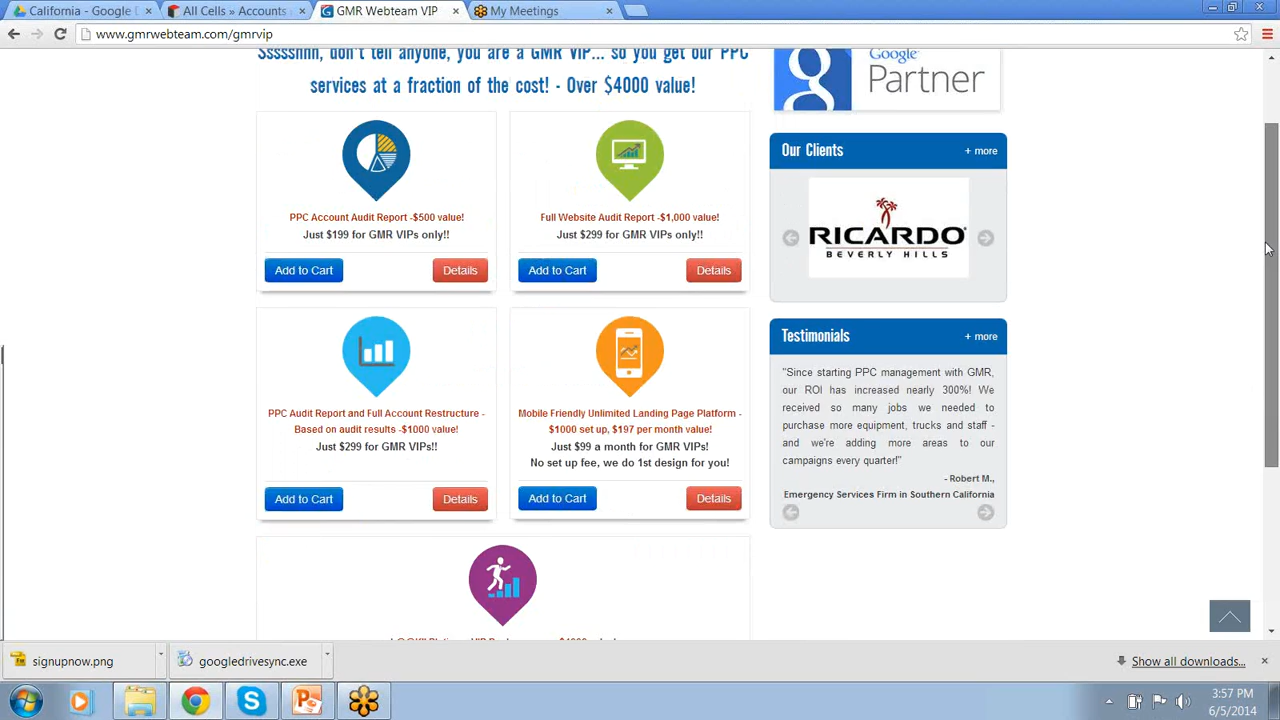 California - Google D
All Cells » Accounts
GMR Webteam VIP
My Meetings
www.gmrwebteam.com/gmrvip
Sssssnnn, don't tell anyone, you are a GMR VIP... so you get our PPC
services at a fraction of the cost! - Over $4000 value!
PPC Account Audit Report -$500 value!
Just $199 for GMR VIPs only!!
Add to Cart
Details
Full Website Audit Report -$1,000 value!
Just $299 for GMR VIPs only!!
Add to Cart
Details
PPC Audit Report and Full Account Restructure -
Based on audit results -$1000 value!
Just $299 for GMR VIPs!!
Add to Cart
Details
Mobile Friendly Unlimited Landing Page Platform -
$1000 set up, $197 per month value!
Just $99 a month for GMR VIPs!
No set up fee, we do 1st design for you!
Add to Cart
Details
Google
Partner
Our Clients
+ more
RICARDO
BEVERLY HILLS
Testimonials
+ more
"Since starting PPC management with GMR,
our ROI has increased nearly 300%! We
received so many jobs we needed to
purchase more equipment, trucks and staff -
and we're adding more areas to our
campaigns every quarter!"
- Robert M.,
Emergency Services Firm in Southern California
signupnow.png
googledrivesync.exe
Show all downloads...
3:57 PM
6/5/2014